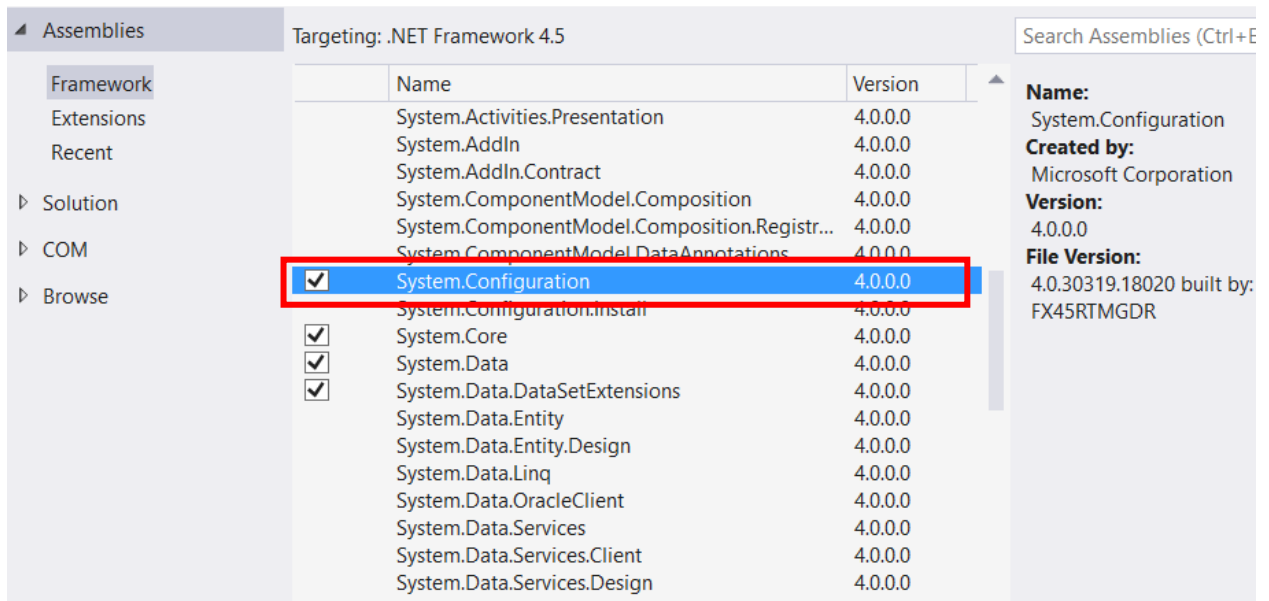 Assemblies
Framework
Extensions
Recent
Solution
COM
Browse
Targeting: .NET Framework 4.5
Name Version
System.Activities.Presentation 4.0.0.0
System.AddIn 4.0.0.0
System.AddIn.Contract 4.0.0.0
System.ComponentModel.Composition 4.0.0.0
System.ComponentModel.Composition.Registr... 4.0.0.0
System.ComponentModel.DataAnnotations 4.0.0.0
System.Configuration 4.0.0.0
System.Configuration.Install 4.0.0.0
System.Core 4.0.0.0
System.Data 4.0.0.0
System.Data.DataSetExtensions 4.0.0.0
System.Data.Entity 4.0.0.0
System.Data.Entity.Design 4.0.0.0
System.Data.Linq 4.0.0.0
System.Data.OracleClient 4.0.0.0
System.Data.Services 4.0.0.0
System.Data.Services.Client 4.0.0.0
System.Data.Services.Design 4.0.0.0
Search Assemblies (Ctrl+E
Name:
System.Configuration
Created by:
Microsoft Corporation
Version:
4.0.0.0
File Version:
4.0.30319.18020 built by:
FX45RTMGDR